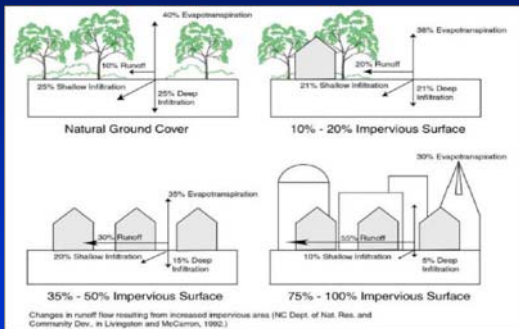 40% Evapotranspiration
10% Runoff
25% Shallow Infiltration
25% Deep
Infiltration
Natural Ground Cover
38% Evapotranspiration
20% Runoff
21% Shallow Infiltration
21% Deep
Infiltration
10% - 20% Impervious Surface
35% Evapotranspiration
30% Runoff
20% Shallow Infiltration
15% Deep
Infiltration
35% - 50% Impervious Surface
30% Evapotranspiration
55% Runoff
10% Shallow Infiltration
5% Deep
Infiltration
75% - 100% Impervious Surface
Changes in runoff flow resulting from increased impervious area (NC Dept. of Nat. Res. and
Community Dev., in Livingston and McCarron, 1992.)